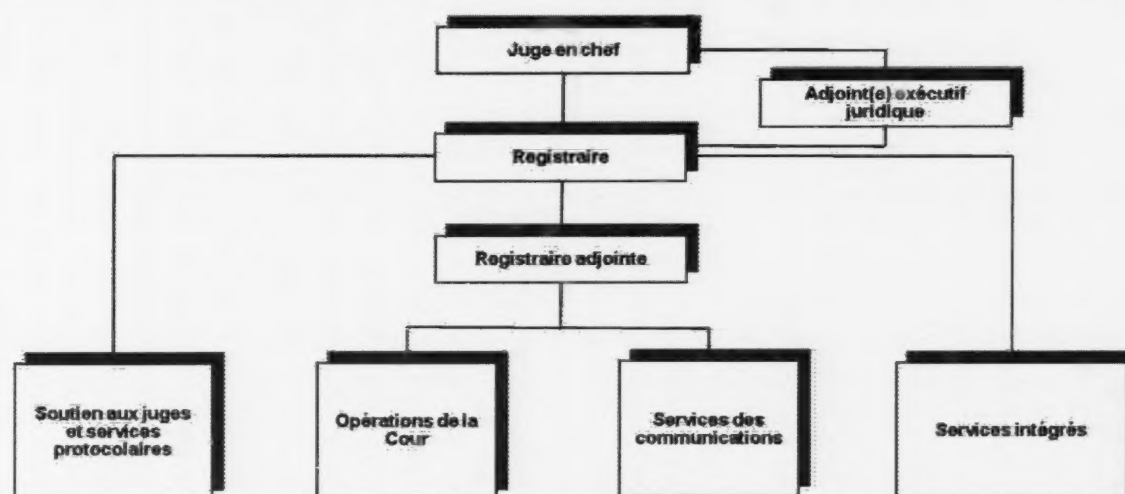 Juge en chef
Adjoint(e) exécutif
juridique
Registraire
Registraire adjointe
Soutien aux juges
et services
protocolaires
Opérations de la
Cour
Services des
communications
Services intégrés